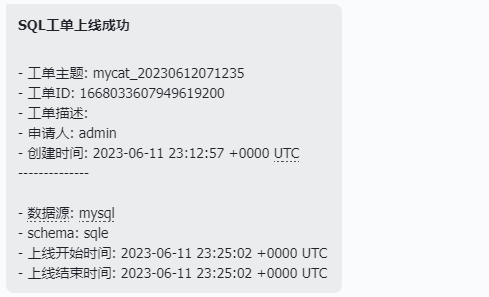 SQL工单上线成功
- 工单主题: mycat_20230612071235
- 工单ID: 1668033607949619200
- 工单描述:
- 申请人: admin
- 创建时间: 2023-06-11 23:12:57 +0000 UTC
--------------
- 数据源: mysql
- schema: sqle
- 上线开始时间: 2023-06-11 23:25:02 +0000 UTC
- 上线结束时间: 2023-06-11 23:25:02 +0000 UTC